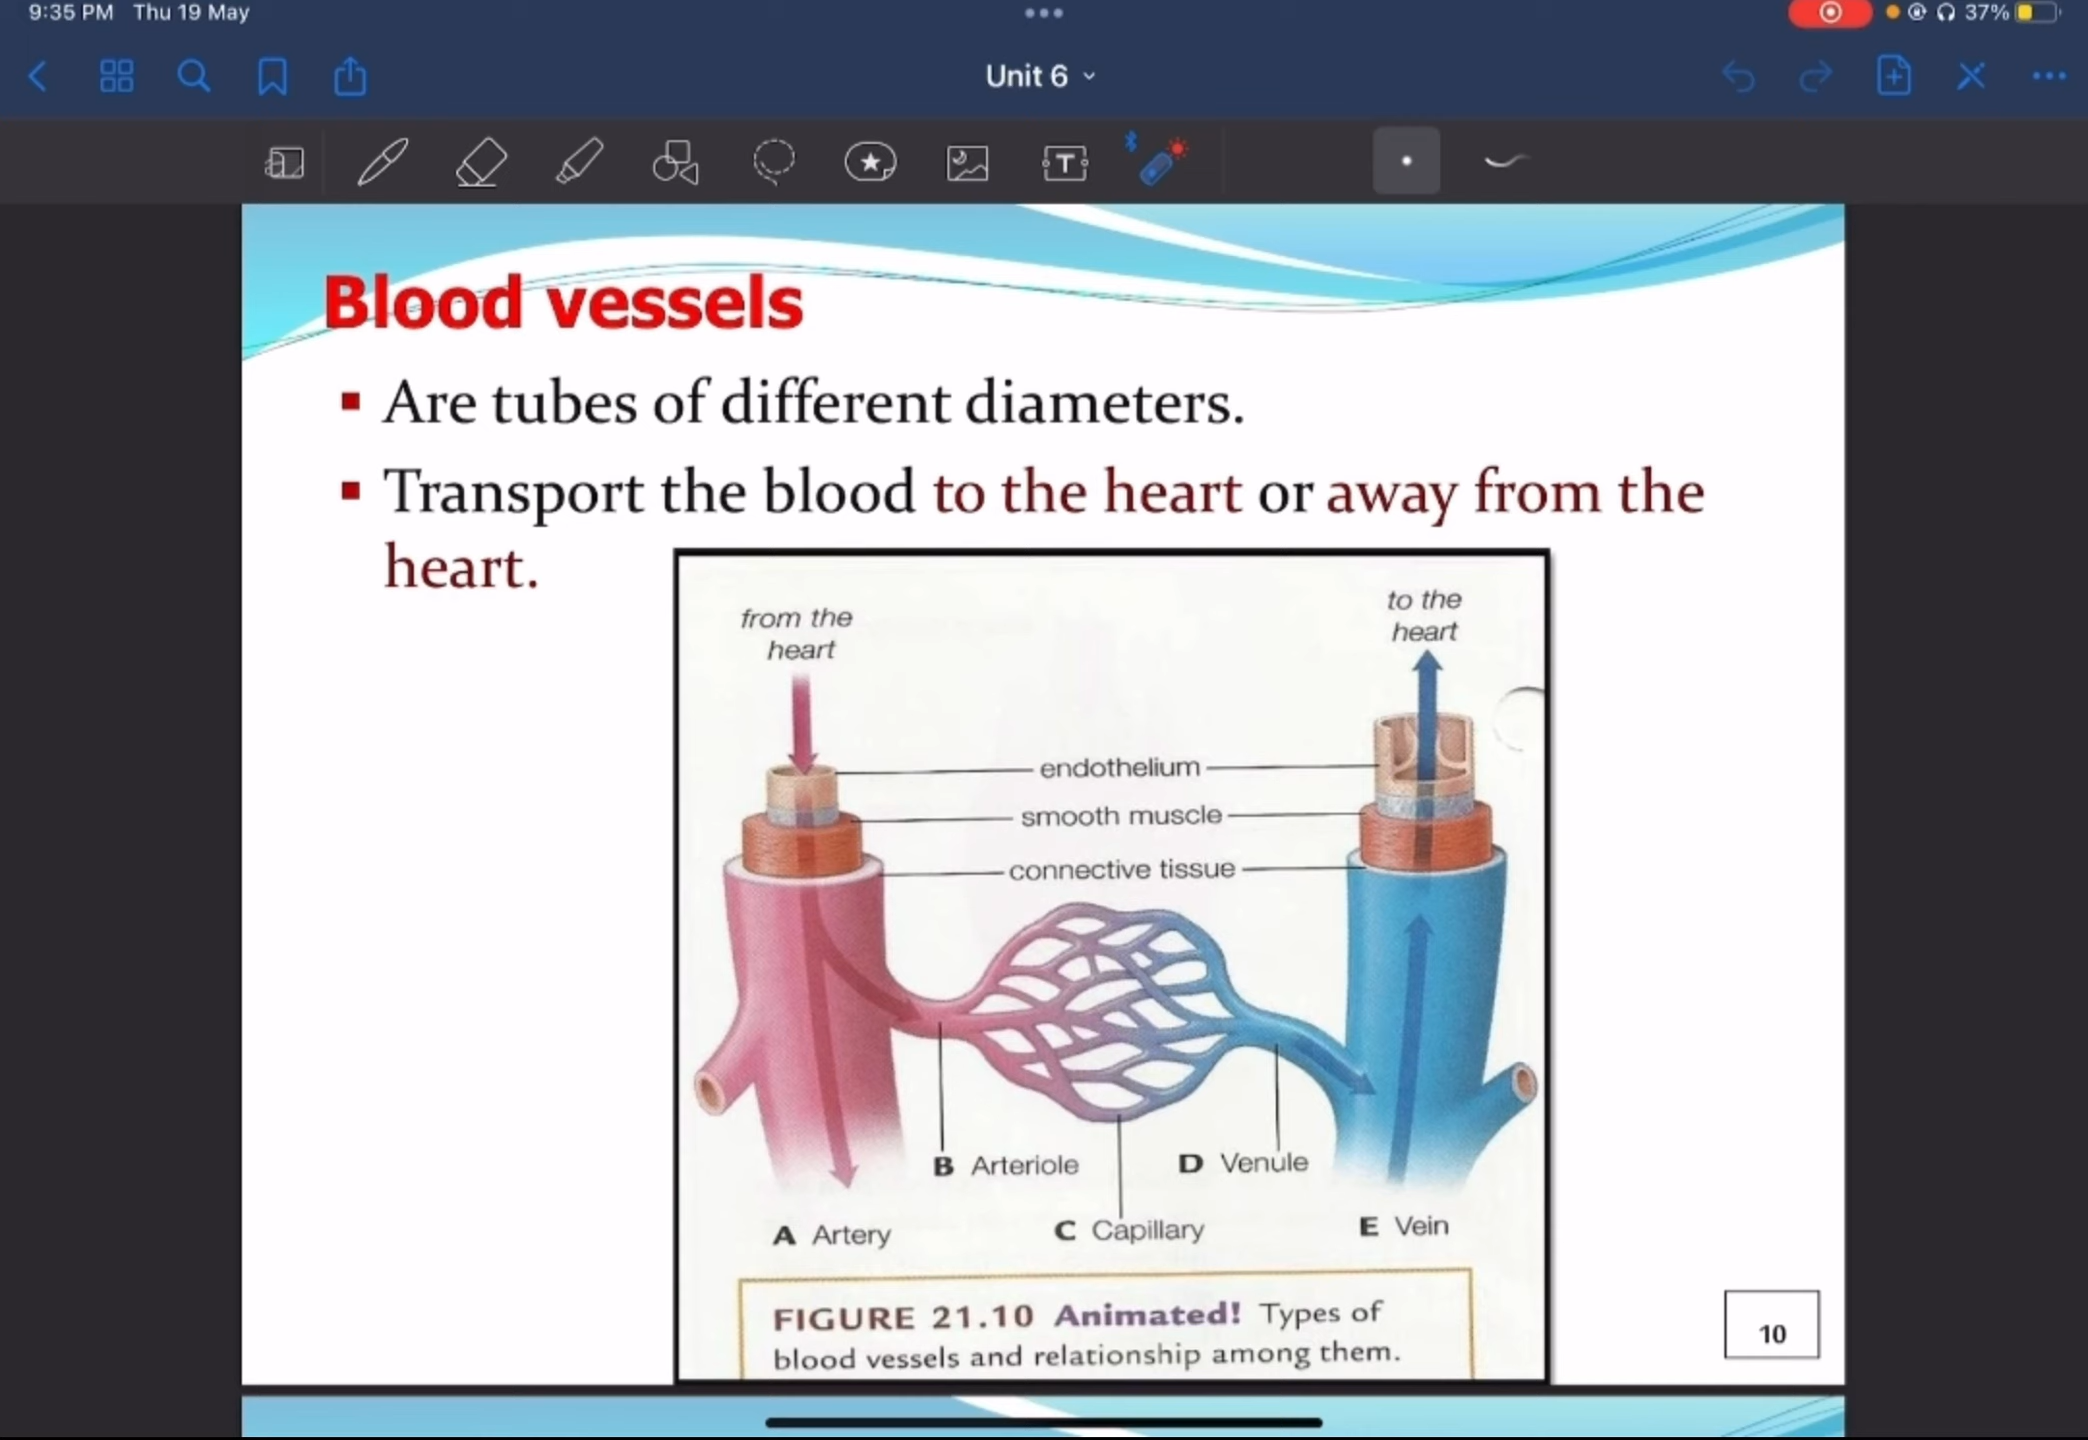 9:35 PM Thu 19 May
37%
Unit 6
Blood vessels
Are tubes of different diameters.
Transport the blood to the heart or away from the
heart.
from the
heart
to the
heart
endothelium
smooth muscle
connective tissue
B Arteriole
D Venule
A Artery
C Capillary
E Vein
FIGURE 21.10 Animated! Types of
blood vessels and relationship among them.
10